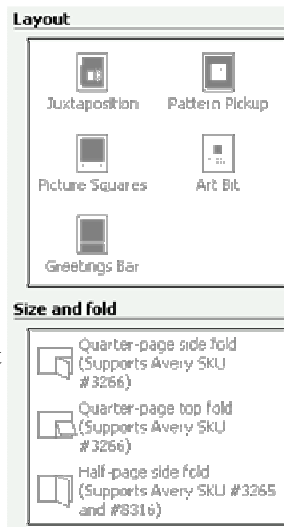 Layout
Juxtaposition
Pattern Pickup
Picture Squares
Art Bit
Greetings Bar
Size and fold
Quarter-page side fold
(Supports Avery SKU
#3266)
Quarter-page top fold
(Supports Avery SKU
#3266)
Half-page side fold
(Supports Avery SKU #3265
and #8316)